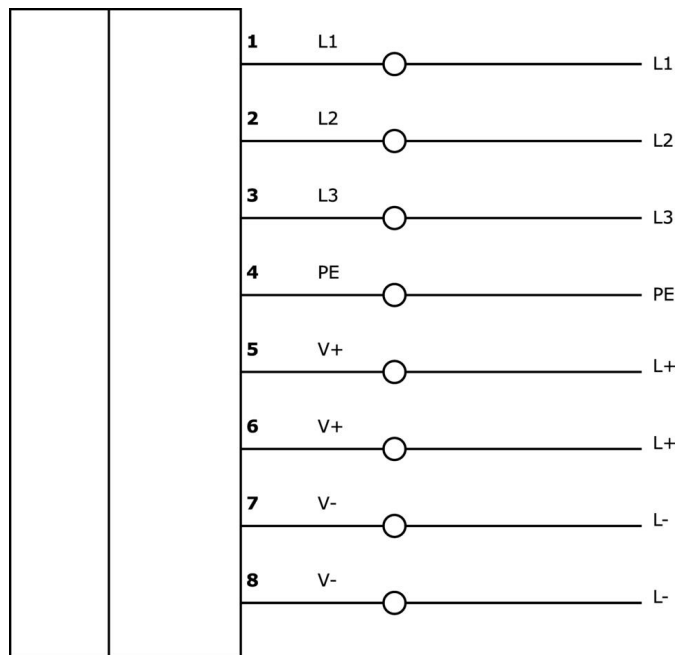 1 L1 L1
2 L2 L2
3 L3 L3
4 PE PE
5 V+ L+
6 V+ L+
7 V- L-
8 V- L-